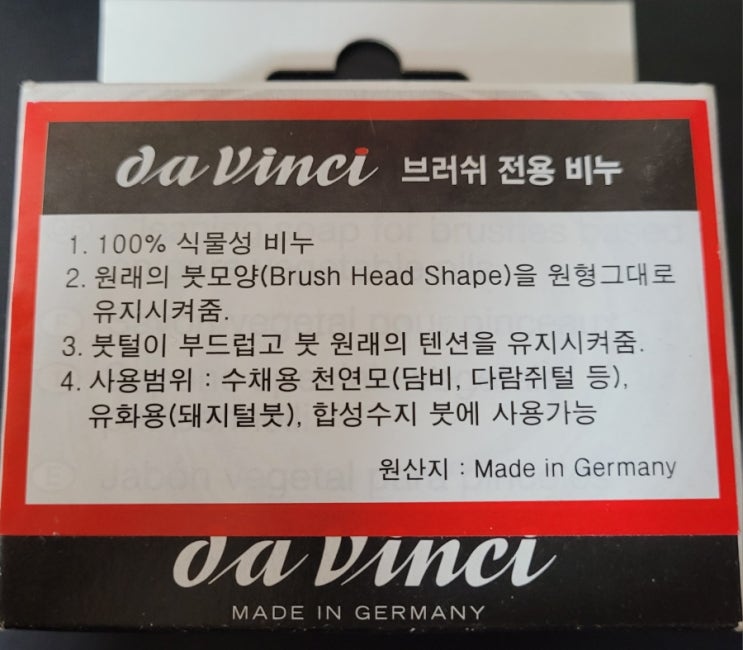 da Vinci 브러쉬 전용 비누
1. 100% 식물성 비누
2. 원래의 붓모양(Brush Head Shape)을 원형그대로
유지시켜줌.
3. 붓털이 부드럽고 붓 원래의 텐션을 유지시켜줌.
4. 사용범위 : 수채용 천연모(담비, 다람쥐털 등),
유화용(돼지털붓), 합성수지 붓에 사용가능
원산지 : Made in Germany
da Vinci
MADE IN GERMANY